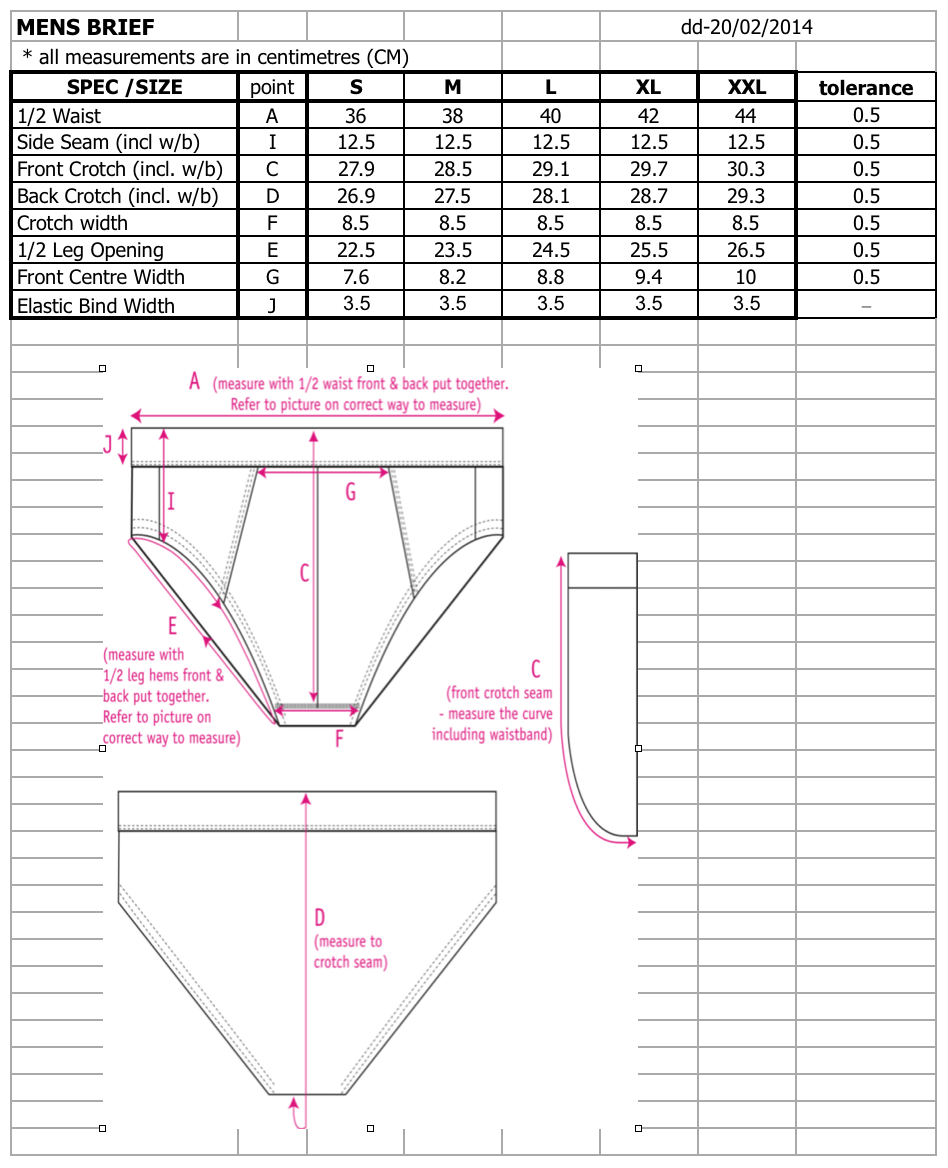 MENS BRIEF dd-20/02/2014
* all measurements are in centimetres (CM)
SPEC /SIZE point S M L XL XXL tolerance
1/2 Waist A 36 38 40 42 44 0.5
Side Seam (incl w/b) I 12.5 12.5 12.5 12.5 12.5 0.5
Front Crotch (incl. w/b) C 27.9 28.5 29.1 29.7 30.3 0.5
Back Crotch (incl. w/b) D 26.9 27.5 28.1 28.7 29.3 0.5
Crotch width F 8.5 8.5 8.5 8.5 8.5 0.5
1/2 Leg Opening E 22.5 23.5 24.5 25.5 26.5 0.5
Front Centre Width G 7.6 8.2 8.8 9.4 10 0.5
Elastic Bind Width J 3.5 3.5 3.5 3.5 3.5 –
A (measure with 1/2 waist front & back put together.
Refer to picture on correct way to measure)
J
G
I
C
E
(measure with
1/2 leg hems front &
back put together.
Refer to picture on
correct way to measure)
F
C
(front crotch seam
- measure the curve
including waistband)
D
(measure to
crotch seam)